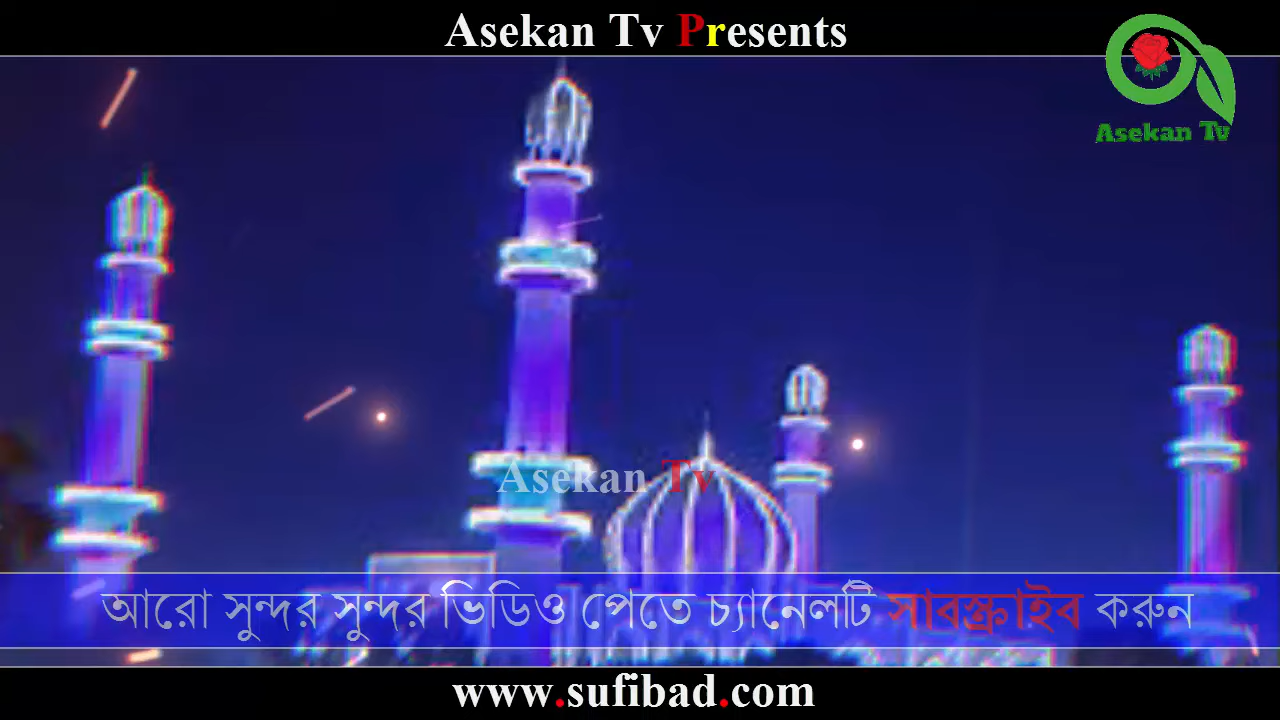 Asekan Tv Presents
Asekan Tv
Asekan Tv
আরো সুন্দর সুন্দর ভিডিও পেতে চ্যানেলটি সাবস্ক্রাইব করুন
www.sufibad.com